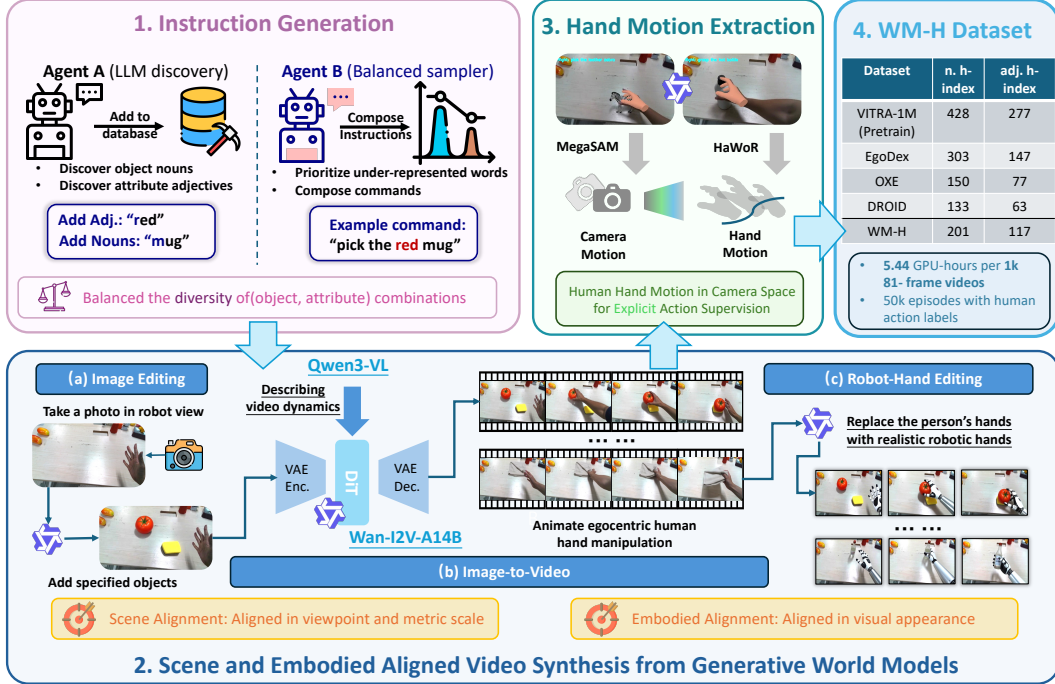 1. Instruction Generation
Agent A (LLM discovery)
Add to
database
• Discover object nouns
• Discover attribute adjectives
Add Adj.: “red”
Add Nouns: “mug”
Agent B (Balanced sampler)
Compose
instructions
• Prioritize under-represented words
• Compose commands
Example command:
“pick the red mug”
Balanced the diversity of(object, attribute) combinations
3. Hand Motion Extraction
MegaSAM
HaWoR
Camera
Motion
Hand
Motion
Human Hand Motion in Camera Space
for Explicit Action Supervision
4. WM-H Dataset
Dataset n. h-index adj. h-index
VITRA-1M (Pretrain) 428 277
EgoDex 303 147
OXE 150 77
DROID 133 63
WM-H 201 117
• 5.44 GPU-hours per 1k
81- frame videos
• 50k episodes with human
action labels
(a) Image Editing
Take a photo in robot view
Add specified objects
Qwen3-VL
Describing
video dynamics
VAE
Enc.
DiT
VAE
Dec.
Wan-I2V-A14B
... ...
Animate egocentric human
hand manipulation
(b) Image-to-Video
(c) Robot-Hand Editing
Replace the person’s hands
with realistic robotic hands
... ...
Scene Alignment: Aligned in viewpoint and metric scale
Embodied Alignment: Aligned in visual appearance
2. Scene and Embodied Aligned Video Synthesis from Generative World Models